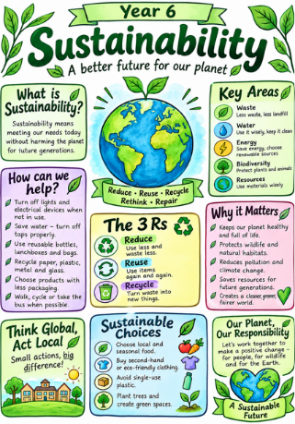 Year 6
Sustainability
A better future for our planet
What is
Sustainability?
Sustainability means
meeting our needs today
without harming the planet
for future generations.
Key Areas
Waste
Less waste, less landfill
Water
Use it wisely, keep it clean
Energy
Save energy, choose
renewable sources
Biodiversity
Protect plants and animals
Resources
Use materials wisely
Reduce • Reuse • Recycle
Rethink • Repair
How can we
help?
Turn off lights and
electrical devices when
not in use.
Save water – turn off
taps properly.
Use reusable bottles,
lunchboxes and bags.
Recycle paper, plastic,
metal and glass.
Choose products with
less packaging.
Walk, cycle or take the
bus when possible.
The 3 Rs
Reduce
Use less and
waste less.
Reuse
Use items
again and again.
Recycle
Turn waste into
new things.
Why it Matters
Keeps our planet healthy
and full of life.
Protects wildlife and
natural habitats.
Reduces pollution and
climate change.
Saves resources for
future generations.
Creates a cleaner, greener,
fairer world.
Think Global,
Act Local
Small actions, big
difference!
Sustainable
Choices
Choose local and
seasonal food.
Buy second-hand
or eco-friendly clothing.
Avoid single-use
plastic.
Plant trees and
create green spaces.
Our Planet,
Our Responsibility
Let's work together to
make a positive change –
for people, for wildlife
and for the Earth.
A Sustainable
Future